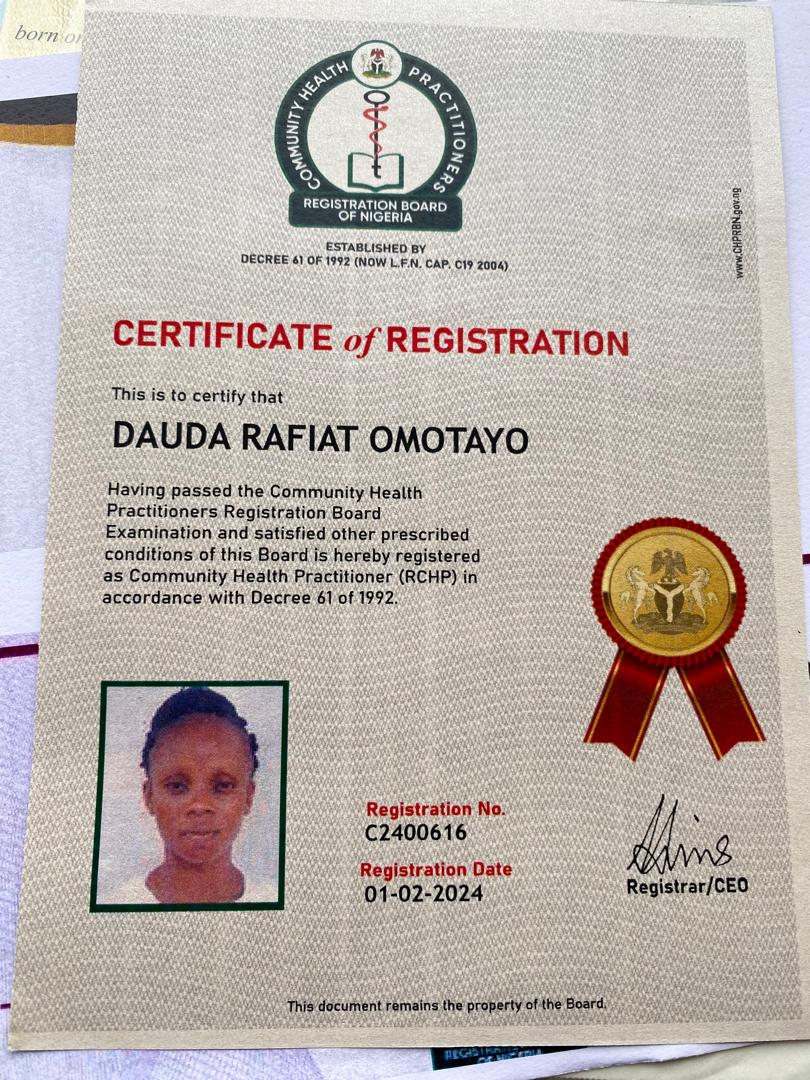 born or
COMMUNITY HEALTH PRACTITIONERS
REGISTRATION BOARD
OF NIGERIA
ESTABLISHED BY
DECREE 61 OF 1992 (NOW L.F.N. CAP. C19 2004)
www.CHPRBN.gov.ng
CERTIFICATE of REGISTRATION
This is to certify that
DAUDA RAFIAT OMOTAYO
Having passed the Community Health
Practitioners Registration Board
Examination and satisfied other prescribed
conditions of this Board is hereby registered
as Community Health Practitioner (RCHP) in
accordance with Decree 61 of 1992.
Registration No.
C2400616
Registration Date
01-02-2024
Registrar/CEO
This document remains the property of the Board.
OF NIGERIA